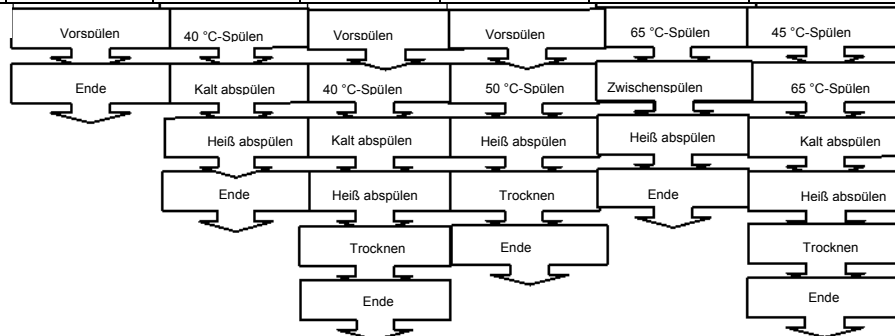 Vorspülen 40 °C-Spülen Vorspülen Vorspülen 65 °C-Spülen 45 °C-Spülen
Ende Kalt abspülen 40 °C-Spülen 50 °C-Spülen Zwischenspülen 65 °C-Spülen
Heiß abspülen Kalt abspülen Heiß abspülen Heiß abspülen Kalt abspülen
Ende Heiß abspülen Trocknen Ende Heiß abspülen
Trocknen Ende Trocknen
Ende Ende